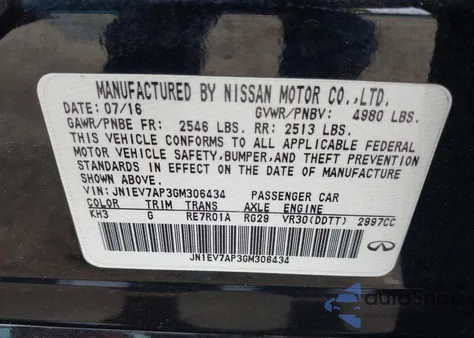 MANUFACTURED BY NISSAN MOTOR CO.,LTD.
DATE: 07/16 GVWR/PNBV: 4980 LBS.
GAWR/PNBE FR: 2546 LBS. RR: 2513 LBS.
THIS VEHICLE CONFORMS TO ALL APPLICABLE FEDERAL
MOTOR VEHICLE SAFETY,BUMPER,AND THEFT PREVENTION
STANDARDS IN EFFECT ON THE DATE OF MANUFACTURE
SHOWN ABOVE.
VIN: JN1EV7AP3GM306434 PASSENGER CAR
COLOR TRIM TRANS AXLE ENGINE
KH3 G RE7R01A RG29 VR30(DDTT) 2997CC
JN1EV7AP3GM306434
autoSnap